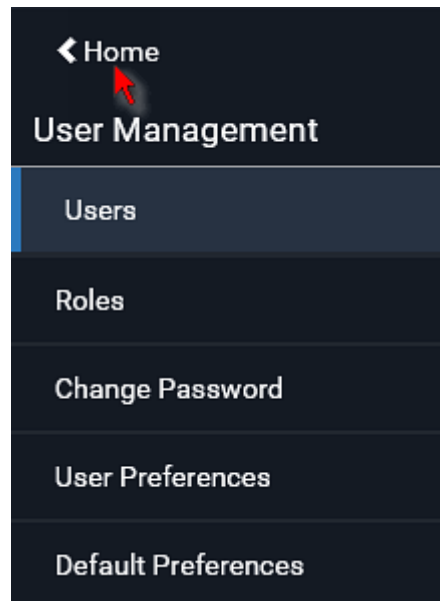 Home
User Management
Users
Roles
Change Password
User Preferences
Default Preferences